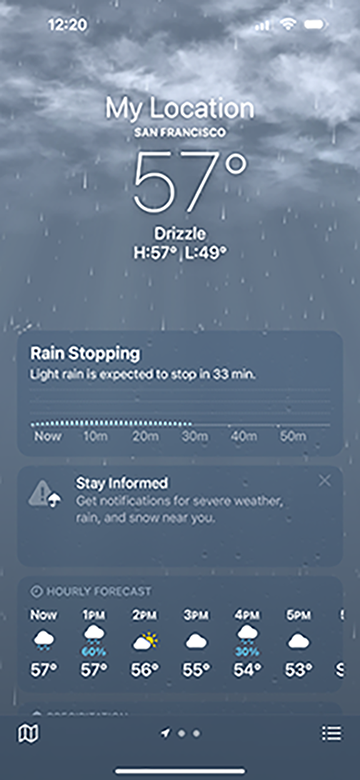 12:20
My Location
SAN FRANCISCO
57°
Drizzle
H:57° L:49°
Rain Stopping
Light rain is expected to stop in 33 min.
Now 10m 20m 30m 40m 50m
Stay Informed
Get notifications for severe weather,
rain, and snow near you.
HOURLY FORECAST
Now 1PM 2PM 3PM 4PM 5PM
60% 30%
57° 57° 56° 55° 54° 53°